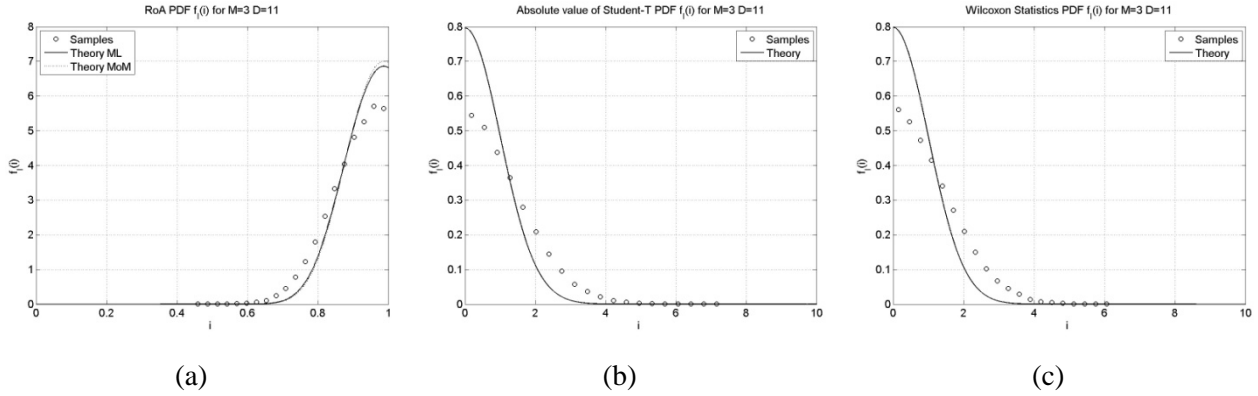 RoA PDF f_I(i) for M=3 D=11
Samples
Theory ML
Theory MoM
f_I(i)
8
7
6
5
4
3
2
1
0
0 0.2 0.4 0.6 0.8 1
i
(a)
Absolute value of Student-T PDF f_I(i) for M=3 D=11
Samples
Theory
f_I(i)
0.8
0.7
0.6
0.5
0.4
0.3
0.2
0.1
0
0 2 4 6 8 10
i
(b)
Wilcoxon Statistics PDF f_I(i) for M=3 D=11
Samples
Theory
f_I(i)
0.8
0.7
0.6
0.5
0.4
0.3
0.2
0.1
0
0 2 4 6 8 10
i
(c)